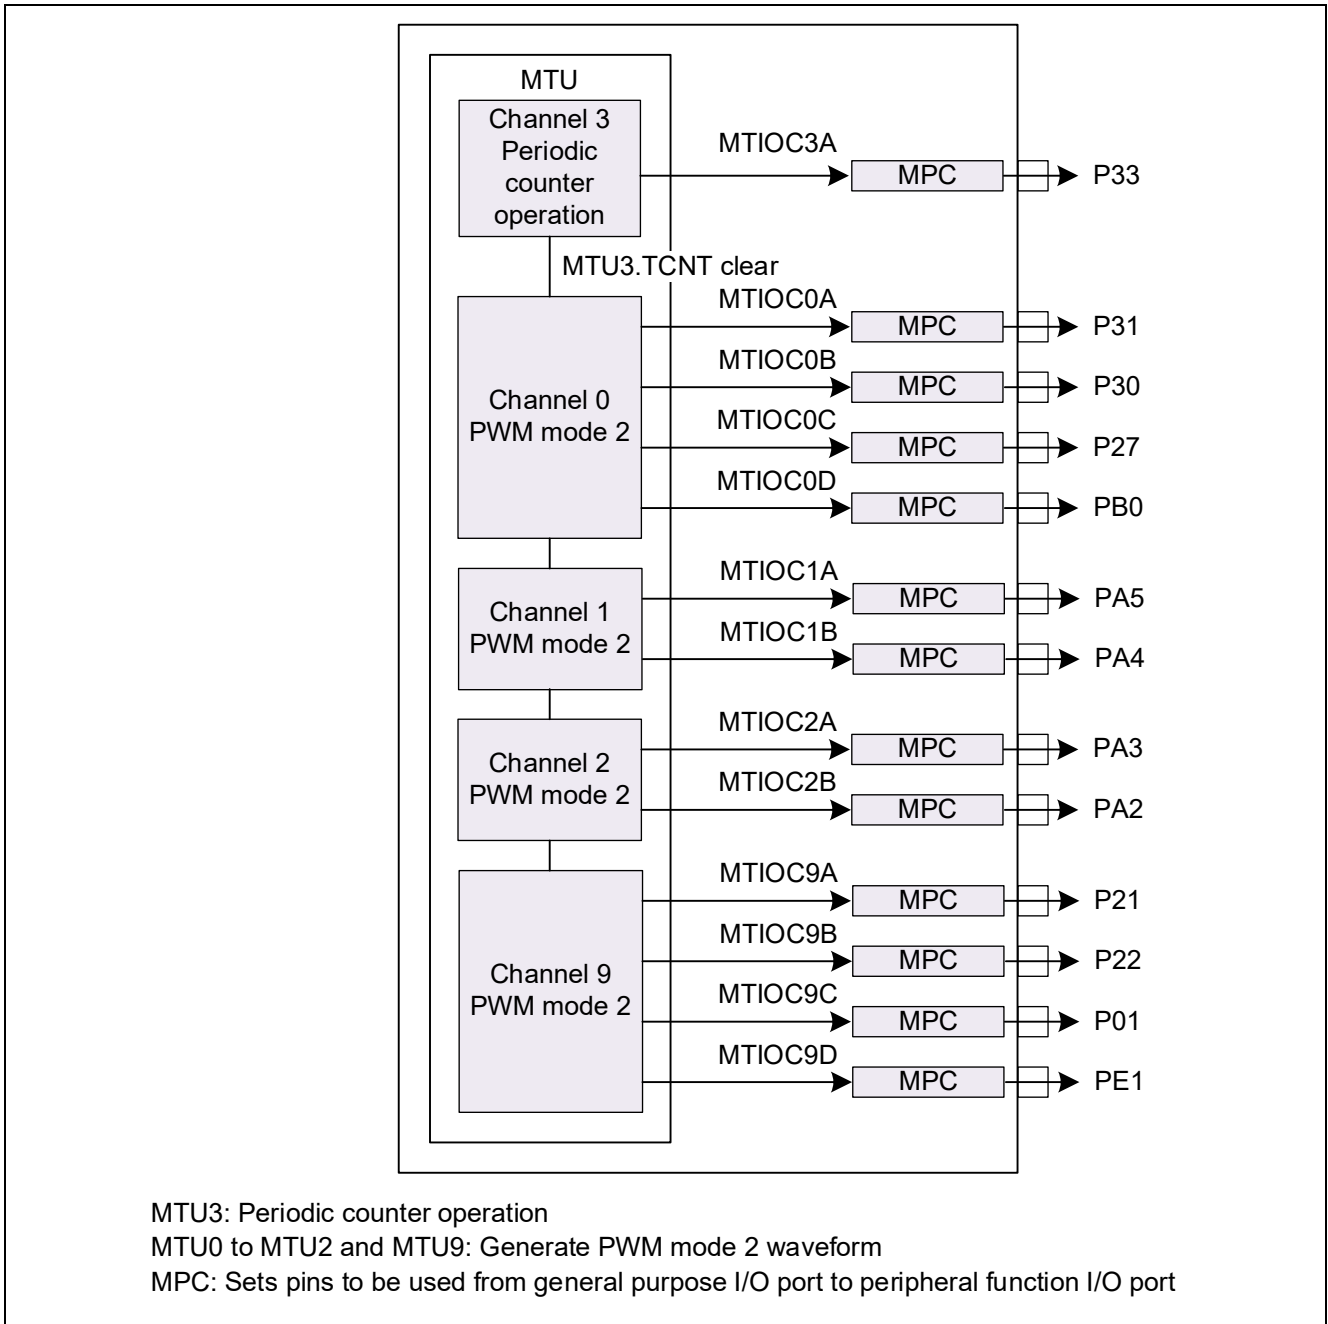 MTU
Channel 3
Periodic
counter
operation
MTIOC3A
MPC
P33
MTU3.TCNT clear
Channel 0
PWM mode 2
MTIOC0A
MPC
P31
MTIOC0B
MPC
P30
MTIOC0C
MPC
P27
MTIOC0D
MPC
PB0
Channel 1
PWM mode 2
MTIOC1A
MPC
PA5
MTIOC1B
MPC
PA4
Channel 2
PWM mode 2
MTIOC2A
MPC
PA3
MTIOC2B
MPC
PA2
Channel 9
PWM mode 2
MTIOC9A
MPC
P21
MTIOC9B
MPC
P22
MTIOC9C
MPC
P01
MTIOC9D
MPC
PE1
MTU3: Periodic counter operation
MTU0 to MTU2 and MTU9: Generate PWM mode 2 waveform
MPC: Sets pins to be used from general purpose I/O port to peripheral function I/O port